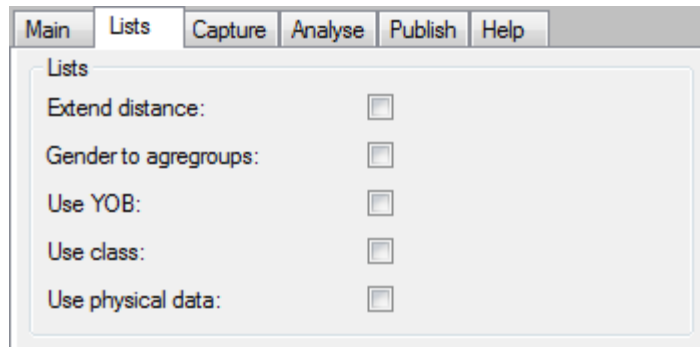 Main Lists Capture Analyse Publish Help
Lists
Extend distance:
Gender to agregroups:
Use YOB:
Use class:
Use physical data: